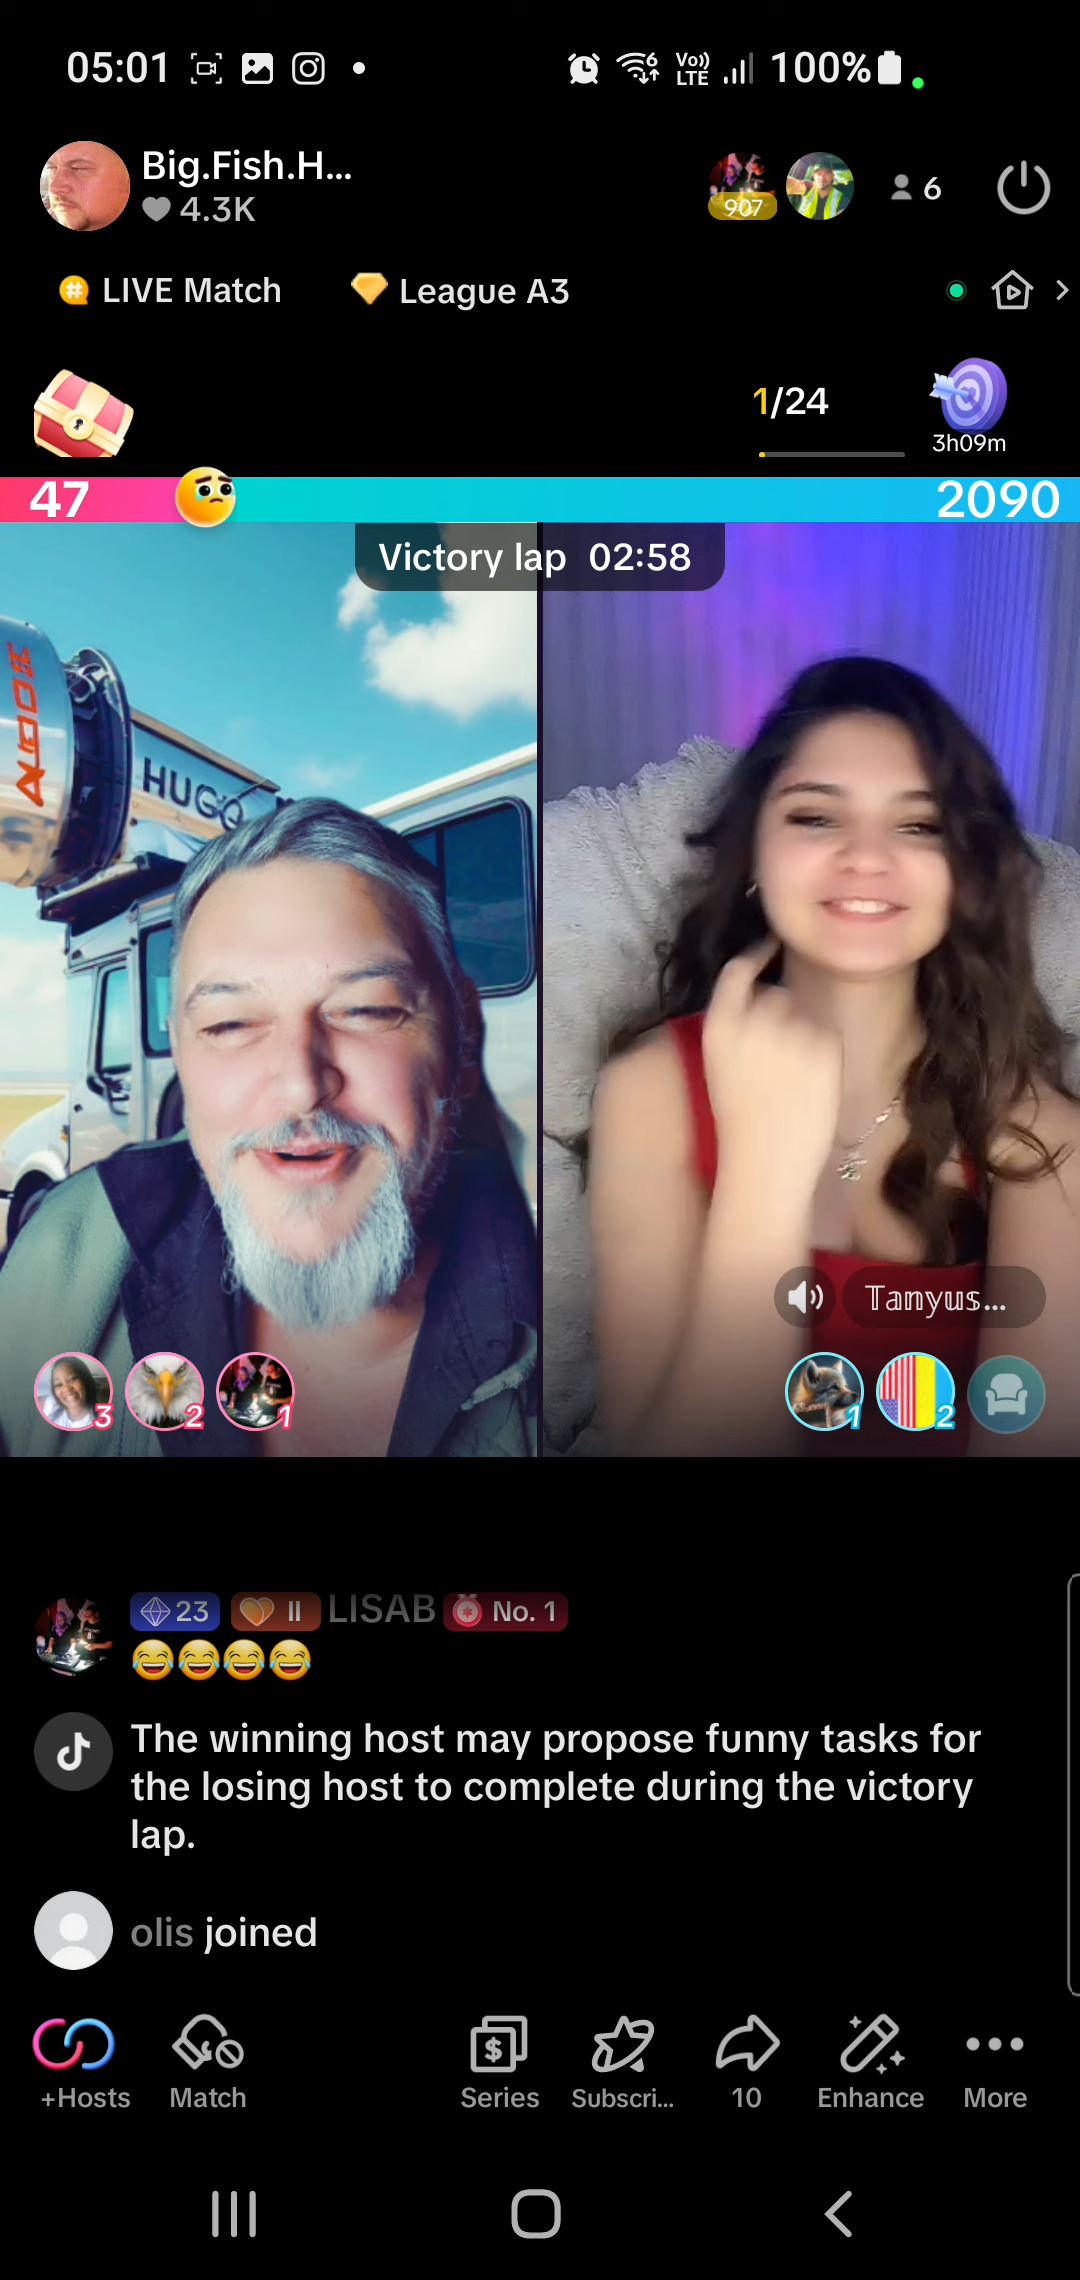 05:01
Vo)) LTE
100%
Big.Fish.H...
4.3K
907
6
LIVE Match
League A3
1/24
3h09m
47
2090
Victory lap 02:58
HUGO
Tanyus...
3
2
1
1
2
23
II
LISAB
No. 1
😂😂😂😂
The winning host may propose funny tasks for
the losing host to complete during the victory
lap.
olis joined
+Hosts
Match
Series
Subscri...
10
Enhance
More